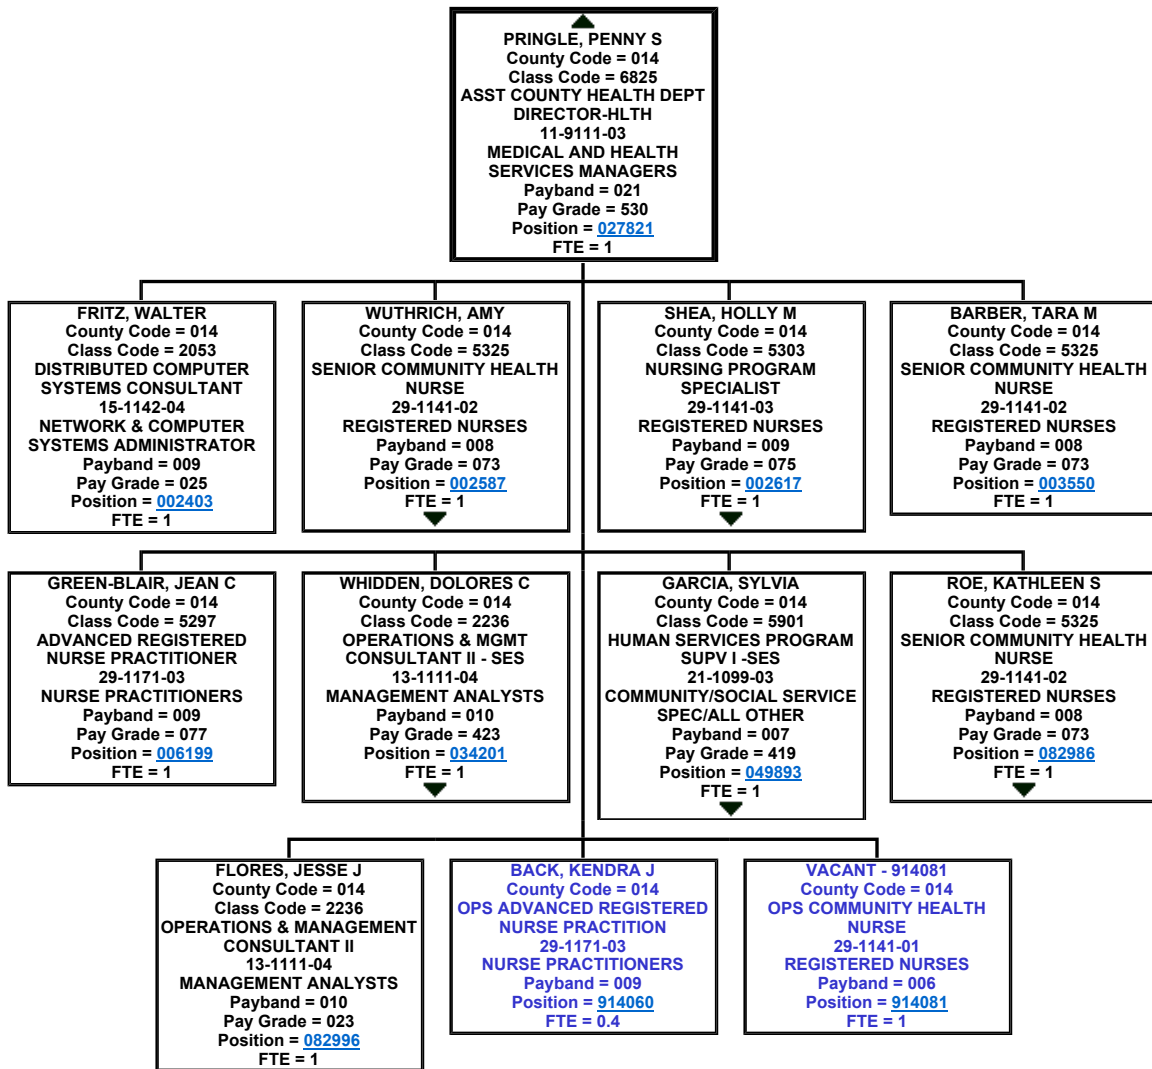 PRINGLE, PENNY S
County Code = 014
Class Code = 6825
ASST COUNTY HEALTH DEPT
DIRECTOR-HLTH
11-9111-03
MEDICAL AND HEALTH
SERVICES MANAGERS
Payband = 021
Pay Grade = 530
Position = 027821
FTE = 1
FRITZ, WALTER
County Code = 014
Class Code = 2053
DISTRIBUTED COMPUTER
SYSTEMS CONSULTANT
15-1142-04
NETWORK & COMPUTER
SYSTEMS ADMINISTRATOR
Payband = 009
Pay Grade = 025
Position = 002403
FTE = 1
WUTHRICH, AMY
County Code = 014
Class Code = 5325
SENIOR COMMUNITY HEALTH
NURSE
29-1141-02
REGISTERED NURSES
Payband = 008
Pay Grade = 073
Position = 002587
FTE = 1
SHEA, HOLLY M
County Code = 014
Class Code = 5303
NURSING PROGRAM
SPECIALIST
29-1141-03
REGISTERED NURSES
Payband = 009
Pay Grade = 075
Position = 002617
FTE = 1
BARBER, TARA M
County Code = 014
Class Code = 5325
SENIOR COMMUNITY HEALTH
NURSE
29-1141-02
REGISTERED NURSES
Payband = 008
Pay Grade = 073
Position = 003550
FTE = 1
GREEN-BLAIR, JEAN C
County Code = 014
Class Code = 5297
ADVANCED REGISTERED
NURSE PRACTITIONER
29-1171-03
NURSE PRACTITIONERS
Payband = 009
Pay Grade = 077
Position = 006199
FTE = 1
WHIDDEN, DOLORES C
County Code = 014
Class Code = 2236
OPERATIONS & MGMT
CONSULTANT II - SES
13-1111-04
MANAGEMENT ANALYSTS
Payband = 010
Pay Grade = 423
Position = 034201
FTE = 1
GARCIA, SYLVIA
County Code = 014
Class Code = 5901
HUMAN SERVICES PROGRAM
SUPV I -SES
21-1099-03
COMMUNITY/SOCIAL SERVICE
SPEC/ALL OTHER
Payband = 007
Pay Grade = 419
Position = 049893
FTE = 1
ROE, KATHLEEN S
County Code = 014
Class Code = 5325
SENIOR COMMUNITY HEALTH
NURSE
29-1141-02
REGISTERED NURSES
Payband = 008
Pay Grade = 073
Position = 082986
FTE = 1
FLORES, JESSE J
County Code = 014
Class Code = 2236
OPERATIONS & MANAGEMENT
CONSULTANT II
13-1111-04
MANAGEMENT ANALYSTS
Payband = 010
Pay Grade = 023
Position = 082996
FTE = 1
BACK, KENDRA J
County Code = 014
OPS ADVANCED REGISTERED
NURSE PRACTITION
29-1171-03
NURSE PRACTITIONERS
Payband = 009
Position = 914060
FTE = 0.4
VACANT - 914081
County Code = 014
OPS COMMUNITY HEALTH
NURSE
29-1141-01
REGISTERED NURSES
Payband = 006
Position = 914081
FTE = 1